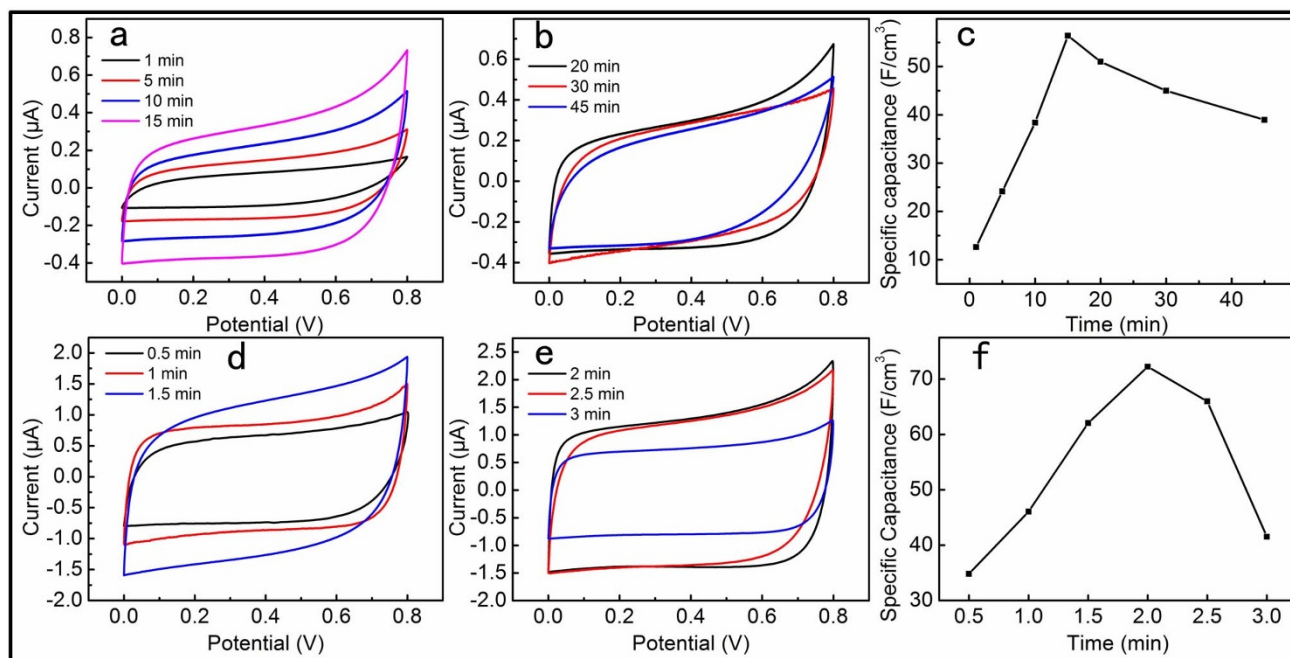 a
1 min
5 min
10 min
15 min
0.8
0.6
0.4
0.2
0.0
-0.2
-0.4
Current (μA)
0.0 0.2 0.4 0.6 0.8
Potential (V)
b
20 min
30 min
45 min
0.8
0.6
0.4
0.2
0.0
-0.2
-0.4
Current (μA)
0.0 0.2 0.4 0.6 0.8
Potential (V)
c
50
40
30
20
10
Specific capacitance (F/cm³)
0 10 20 30 40
Time (min)
d
0.5 min
1 min
1.5 min
2.0
1.5
1.0
0.5
0.0
-0.5
-1.0
-1.5
-2.0
Current (μA)
0.0 0.2 0.4 0.6 0.8
Potential (V)
e
2 min
2.5 min
3 min
2.5
2.0
1.5
1.0
0.5
0.0
-0.5
-1.0
-1.5
-2.0
Current (μA)
0.0 0.2 0.4 0.6 0.8
Potential (V)
f
70
60
50
40
30
Specific Capacitance (F/cm³)
0.5 1.0 1.5 2.0 2.5 3.0
Time (min)